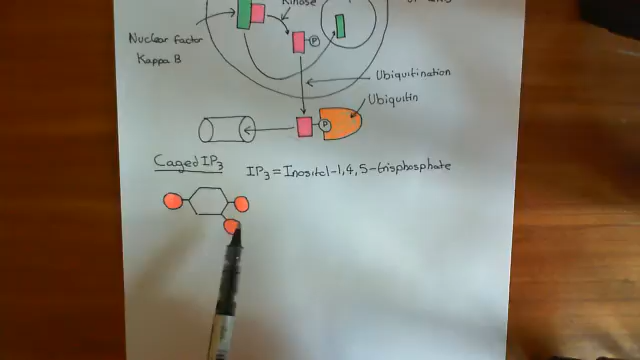 Kinase
Nuclear factor
Kappa B
P
Ubiquitination
Ubiquitin
P
Caged IP3
IP3 = Inositol-1,4,5-trisphosphate